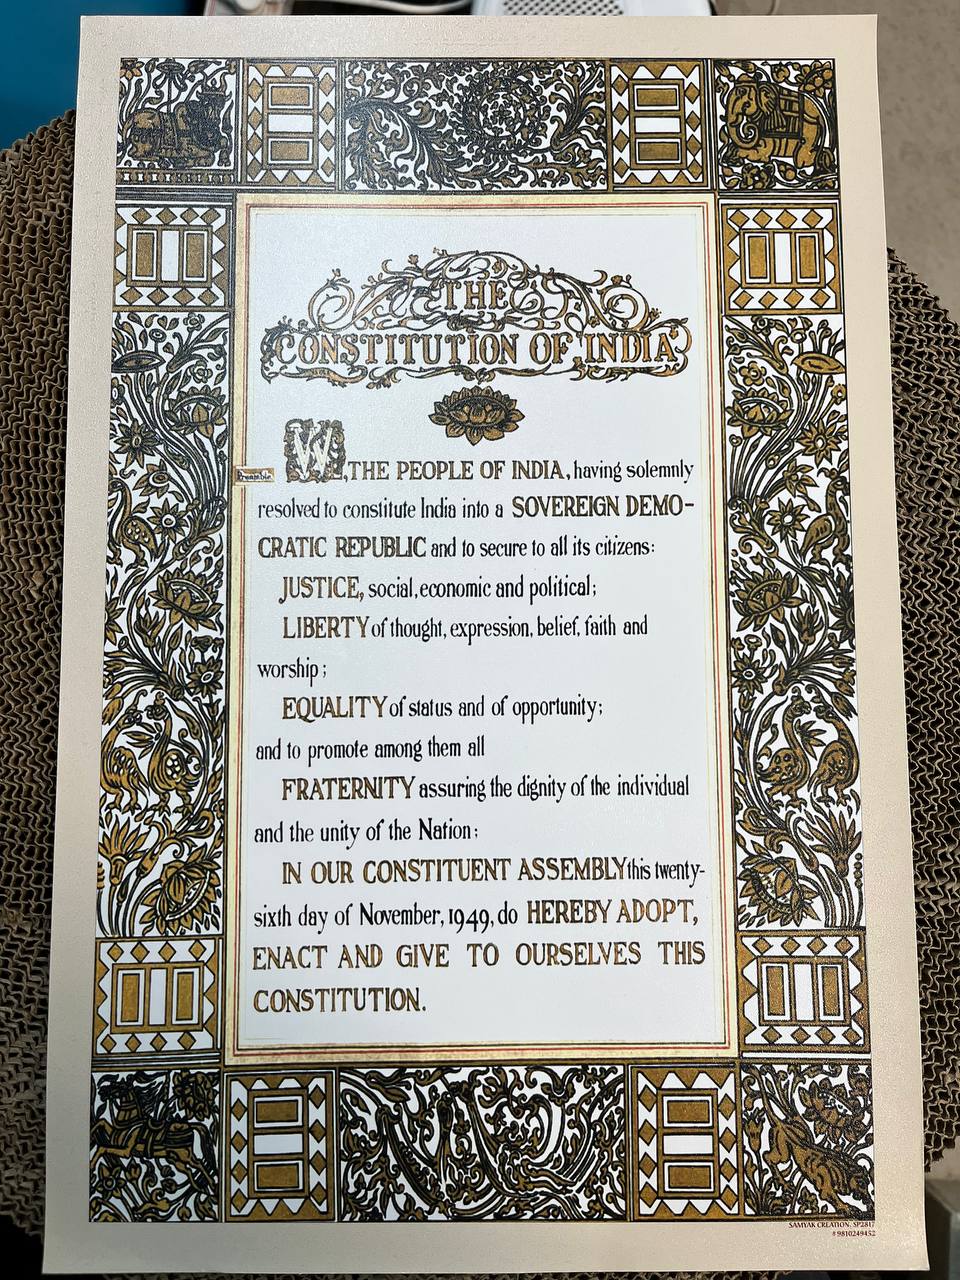 THE
CONSTITUTION OF INDIA
Preamble
WE, THE PEOPLE OF INDIA, having solemnly
resolved to constitute India into a SOVEREIGN DEMO-
CRATIC REPUBLIC and to secure to all its citizens:
JUSTICE, social, economic and political;
LIBERTY of thought, expression, belief, faith and
worship;
EQUALITY of status and of opportunity;
and to promote among them all
FRATERNITY assuring the dignity of the individual
and the unity of the Nation;
IN OUR CONSTITUENT ASSEMBLY this twenty-
sixth day of November, 1949, do HEREBY ADOPT,
ENACT AND GIVE TO OURSELVES THIS
CONSTITUTION.
SAMYAK CREATION. SP2817
# 9810249452